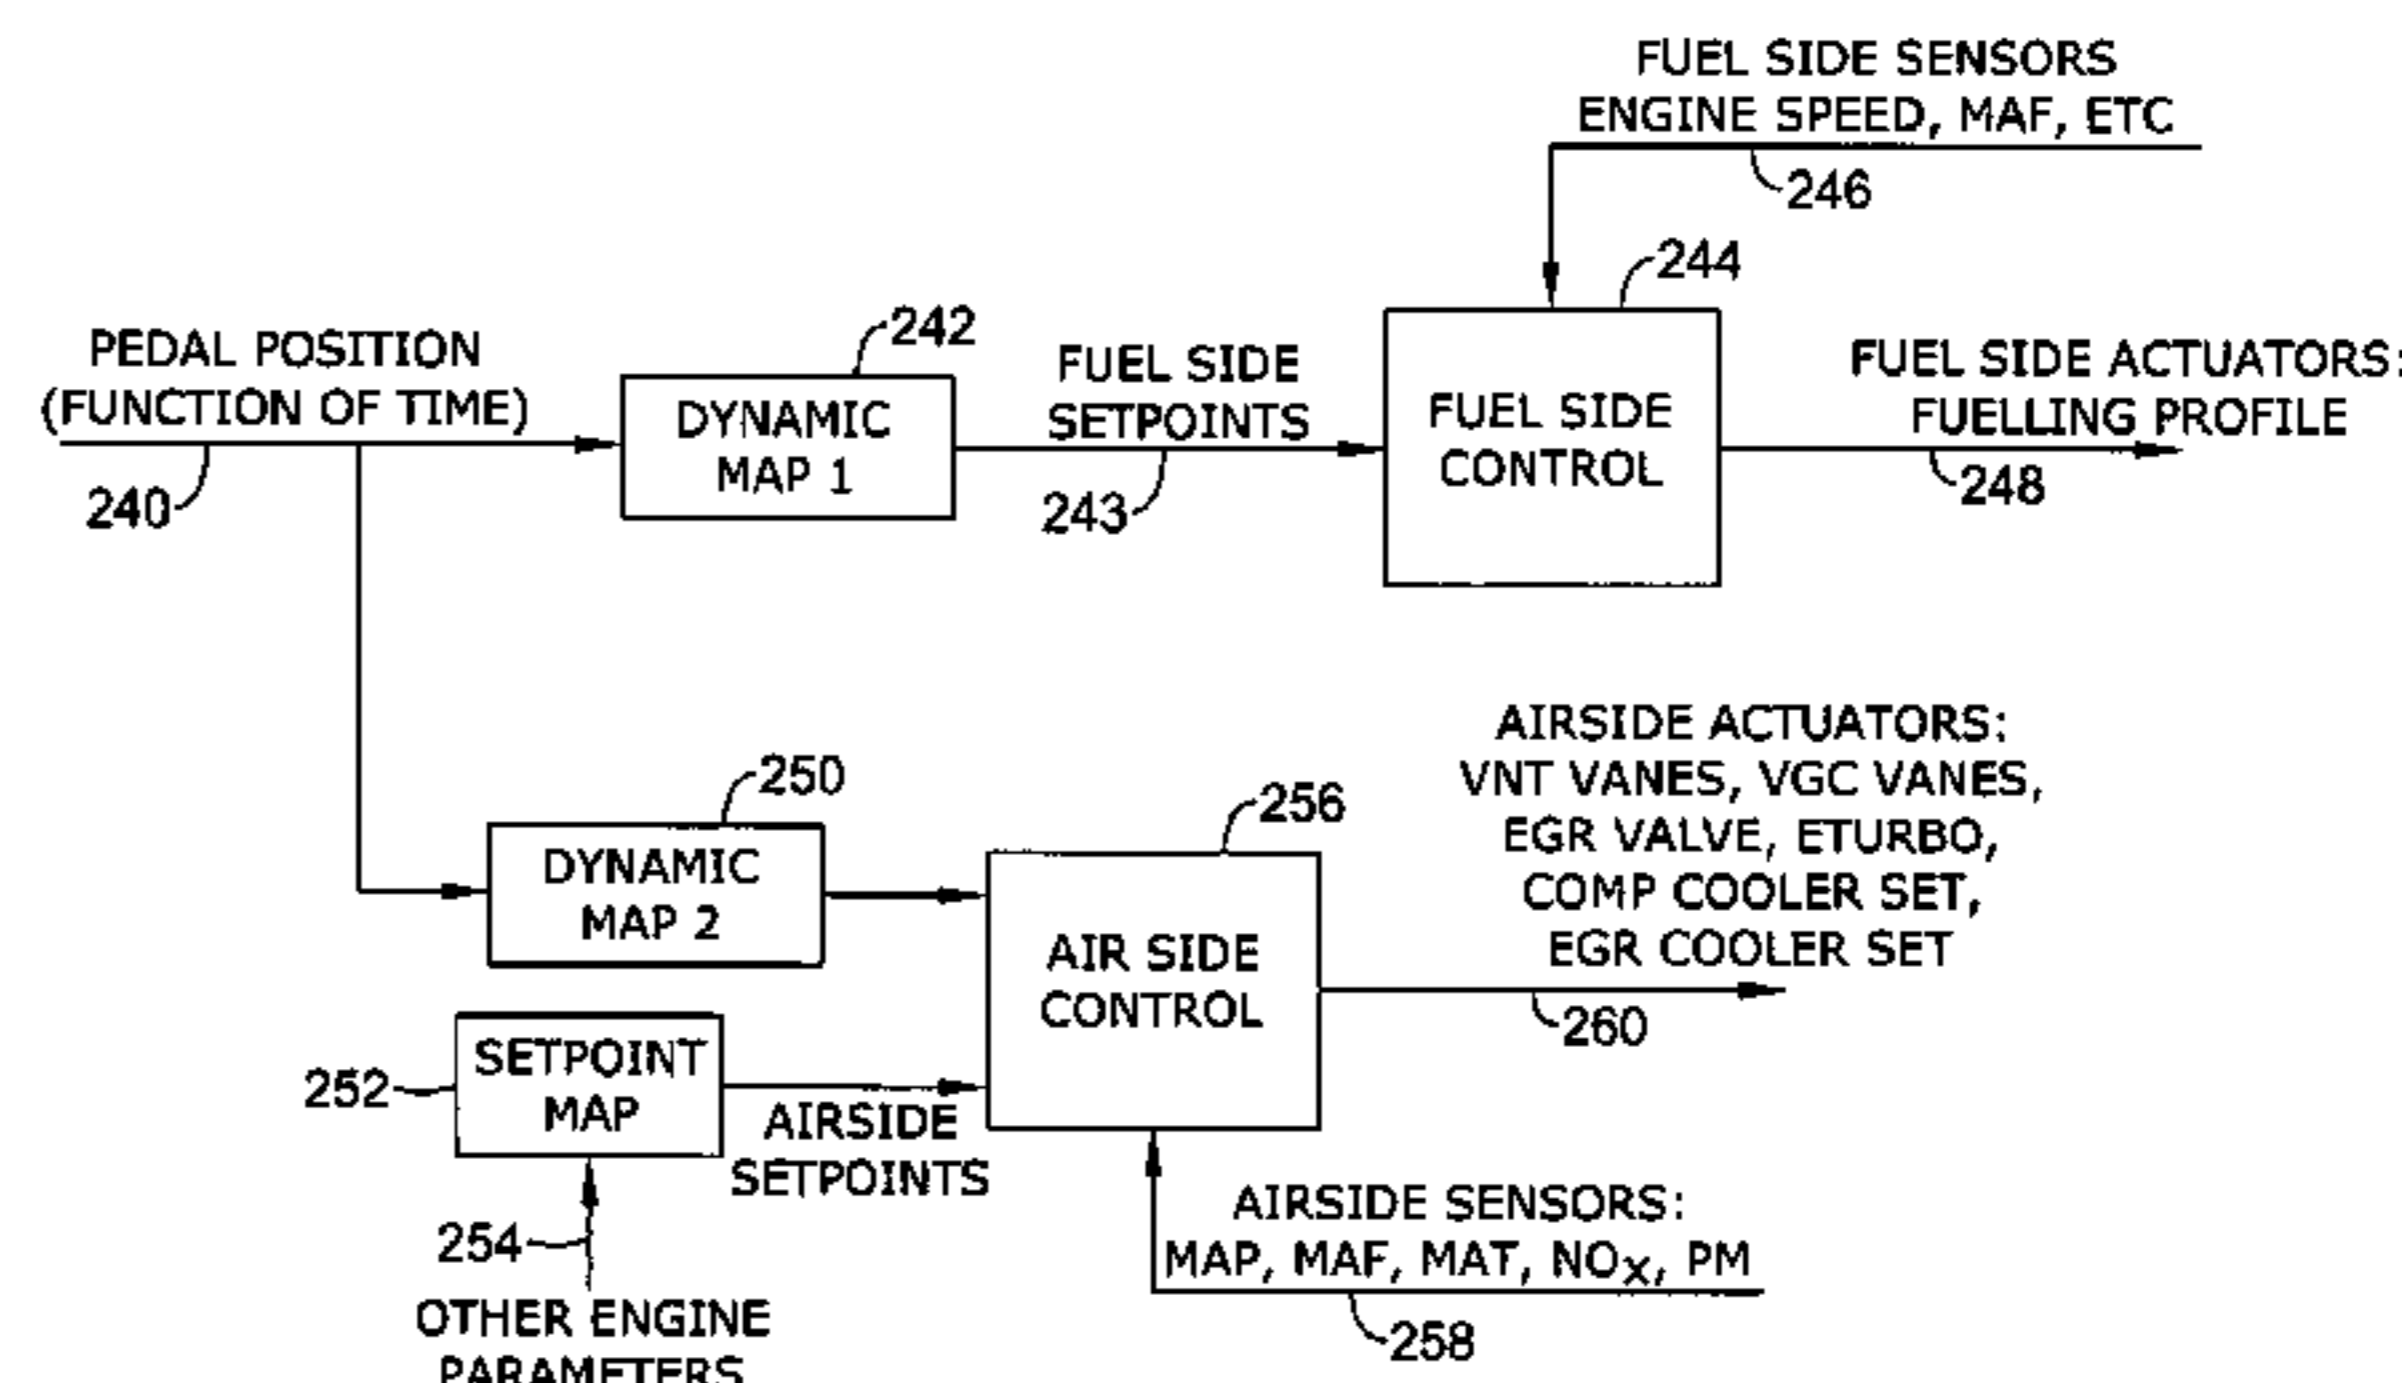 FUEL SIDE SENSORS
ENGINE SPEED, MAF, ETC
246
244
242
PEDAL POSITION
(FUNCTION OF TIME)
240
DYNAMIC
MAP 1
FUEL SIDE
SETPOINTS
243
FUEL SIDE
CONTROL
FUEL SIDE ACTUATORS:
FUELLING PROFILE
248
250
DYNAMIC
MAP 2
256
AIR SIDE
CONTROL
AIRSIDE ACTUATORS:
VNT VANES, VGC VANES,
EGR VALVE, ETURBO,
COMP COOLER SET,
EGR COOLER SET
260
252
SETPOINT
MAP
AIRSIDE
SETPOINTS
254
OTHER ENGINE
PARAMETERS
AIRSIDE SENSORS:
MAP, MAF, MAT, NOx, PM
258